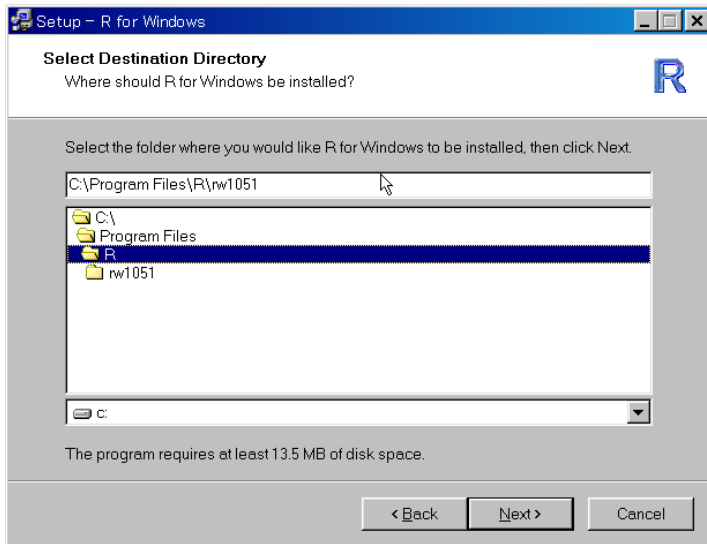 Setup – R for Windows
Select Destination Directory
Where should R for Windows be installed?
R
Select the folder where you would like R for Windows to be installed, then click Next.
C:\Program Files\R\rw1051
C:\
Program Files
R
rw1051
c:
The program requires at least 13.5 MB of disk space.
< Back
Next >
Cancel